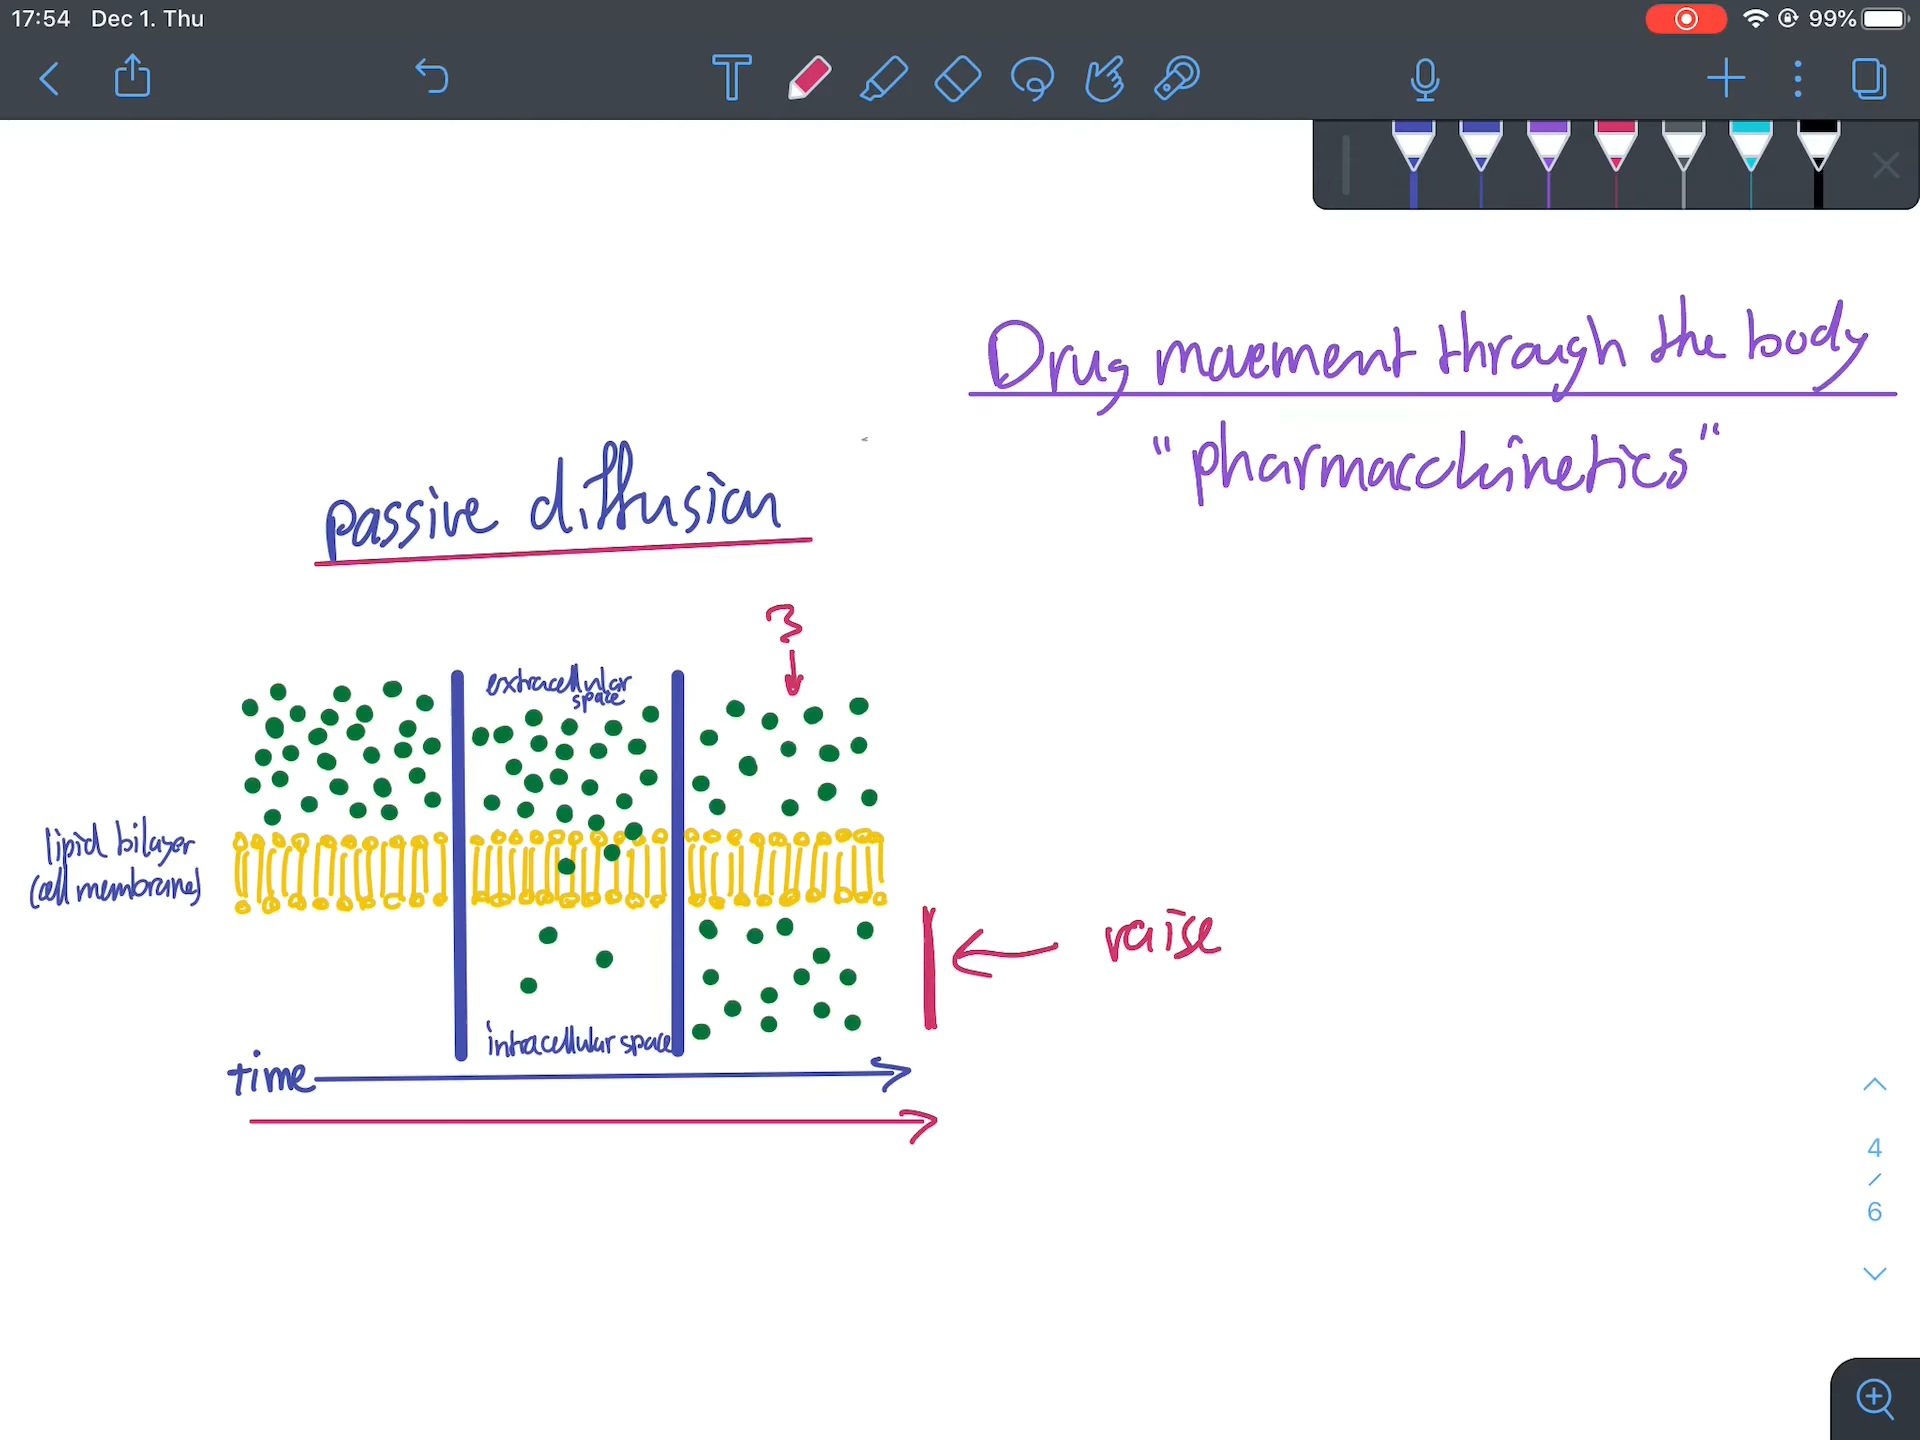 17:54 Dec 1. Thu
99%
Drug movement through the body
"pharmacokinetics"
passive diffusion
3
extracellular
space
lipid bilayer
(cell membrane)
raise
intracellular space
time
4
/
6